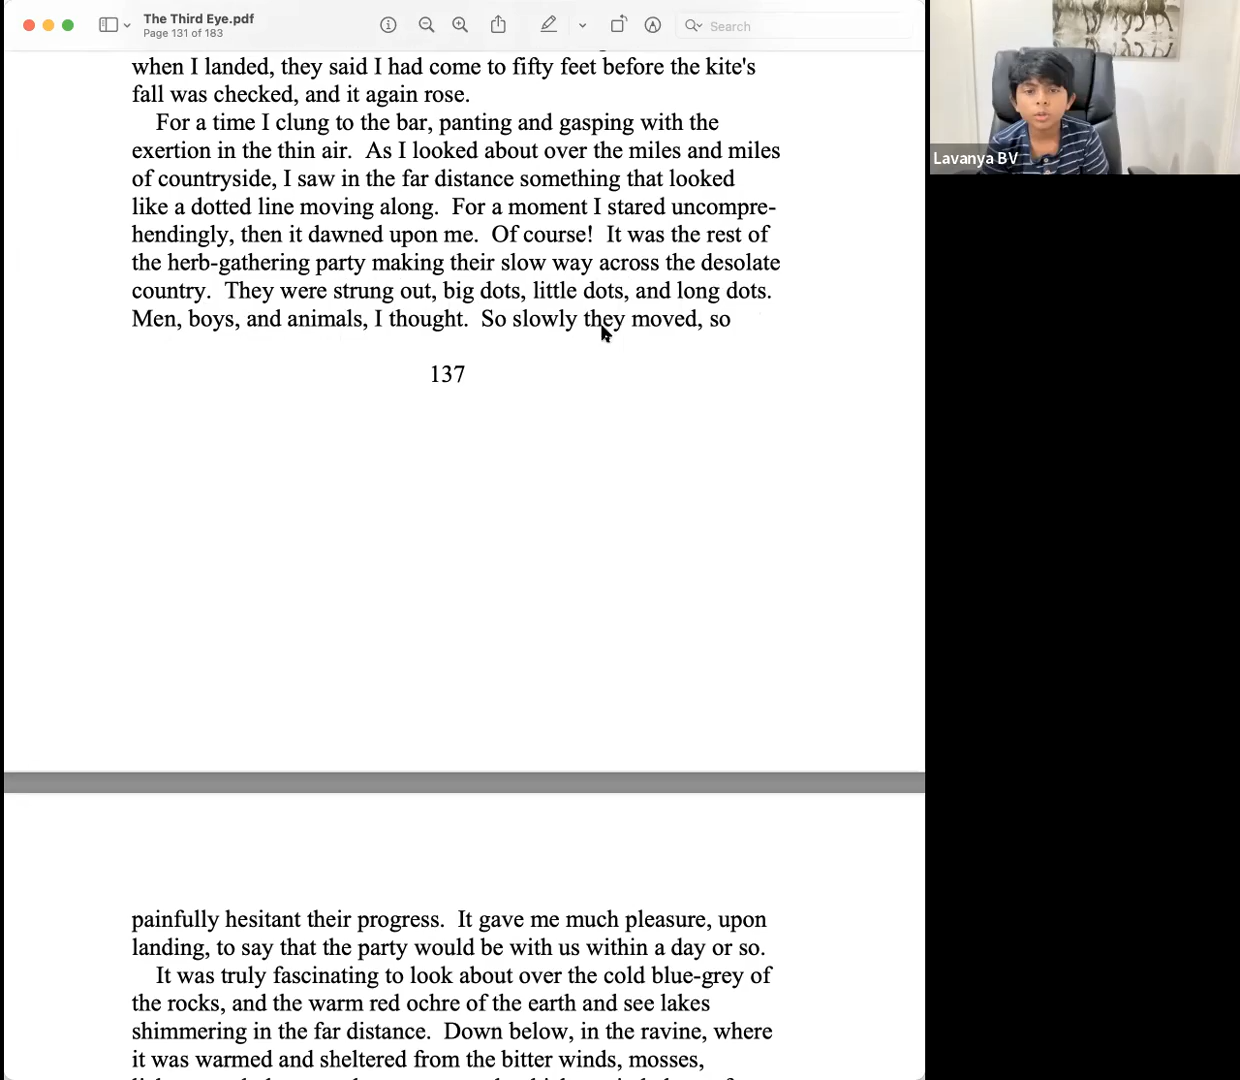 The Third Eye.pdf
Page 131 of 183
Search
when I landed, they said I had come to fifty feet before the kite's
fall was checked, and it again rose.
For a time I clung to the bar, panting and gasping with the
exertion in the thin air. As I looked about over the miles and miles
of countryside, I saw in the far distance something that looked
like a dotted line moving along. For a moment I stared uncompre-
hendingly, then it dawned upon me. Of course! It was the rest of
the herb-gathering party making their slow way across the desolate
country. They were strung out, big dots, little dots, and long dots.
Men, boys, and animals, I thought. So slowly they moved, so
137
painfully hesitant their progress. It gave me much pleasure, upon
landing, to say that the party would be with us within a day or so.
It was truly fascinating to look about over the cold blue-grey of
the rocks, and the warm red ochre of the earth and see lakes
shimmering in the far distance. Down below, in the ravine, where
it was warmed and sheltered from the bitter winds, mosses,
Lavanya BV